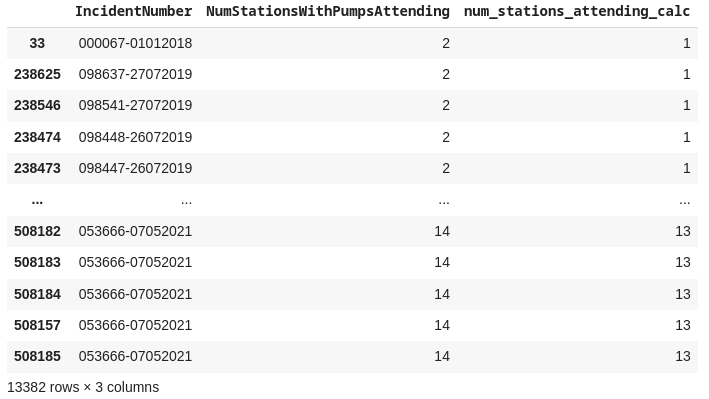 IncidentNumber NumStationsWithPumpsAttending num_stations_attending_calc
33 000067-01012018 2 1
238625 098637-27072019 2 1
238546 098541-27072019 2 1
238474 098448-26072019 2 1
238473 098447-26072019 2 1
... ... ... ...
508182 053666-07052021 14 13
508183 053666-07052021 14 13
508184 053666-07052021 14 13
508157 053666-07052021 14 13
508185 053666-07052021 14 13
13382 rows × 3 columns